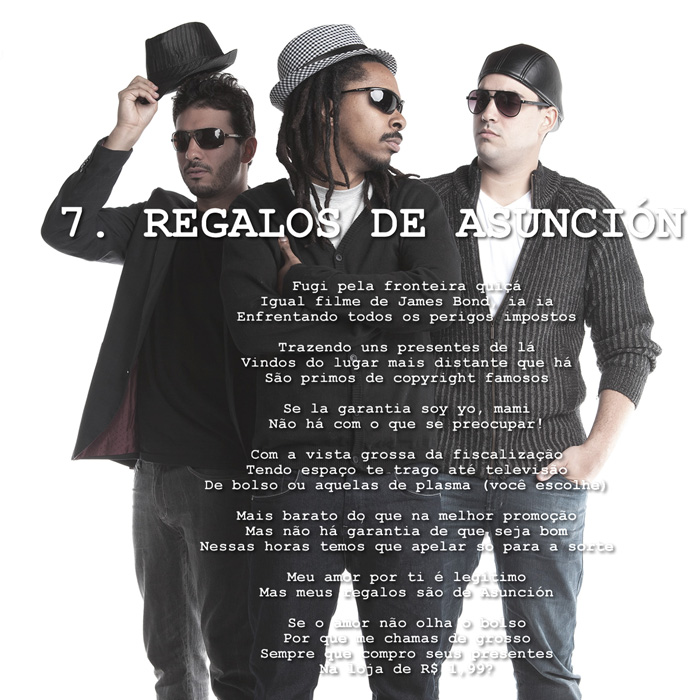 7. REGALOS DE ASUNCIÓN
Fugi pela fronteira quiçá
Igual filme de James Bond, ia ia
Enfrentando todos os perigos impostos
Trazendo uns presentes de lá
Vindos do lugar mais distante que há
São primos de copyright famosos
Se la garantia soy yo, mami
Não há com o que se preocupar!
Com a vista grossa da fiscalização
Tendo espaço te trago até televisão
De bolso ou aquelas de plasma (você escolhe)
Mais barato do que na melhor promoção
Mas não há garantia de que seja bom
Nessas horas temos que apelar só para a sorte
Meu amor por ti é legítimo
Mas meus regalos são de Asunción
Se o amor não olha o bolso
Por que me chamas de grosso
Sempre que compro seus presentes
Na loja de R$ 1,99?